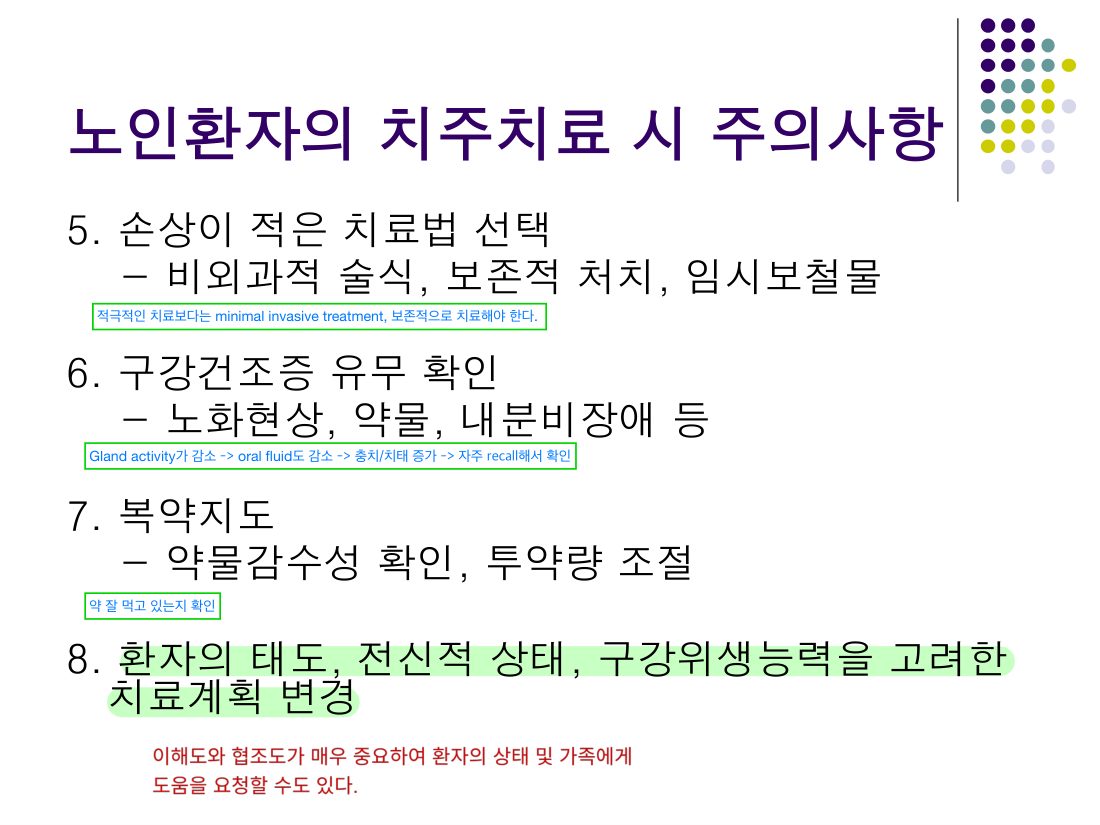 노인환자의 치주치료 시 주의사항
5. 손상이 적은 치료법 선택
– 비외과적 술식, 보존적 처치, 임시보철물
적극적인 치료보다는 minimal invasive treatment, 보존적으로 치료해야 한다.
6. 구강건조증 유무 확인
– 노화현상, 약물, 내분비장애 등
Gland activity가 감소 -> oral fluid도 감소 -> 충치/치태 증가 -> 자주 recall해서 확인
7. 복약지도
– 약물감수성 확인, 투약량 조절
약 잘 먹고 있는지 확인
8. 환자의 태도, 전신적 상태, 구강위생능력을 고려한
치료계획 변경
이해도와 협조도가 매우 중요하여 환자의 상태 및 가족에게
도움을 요청할 수도 있다.